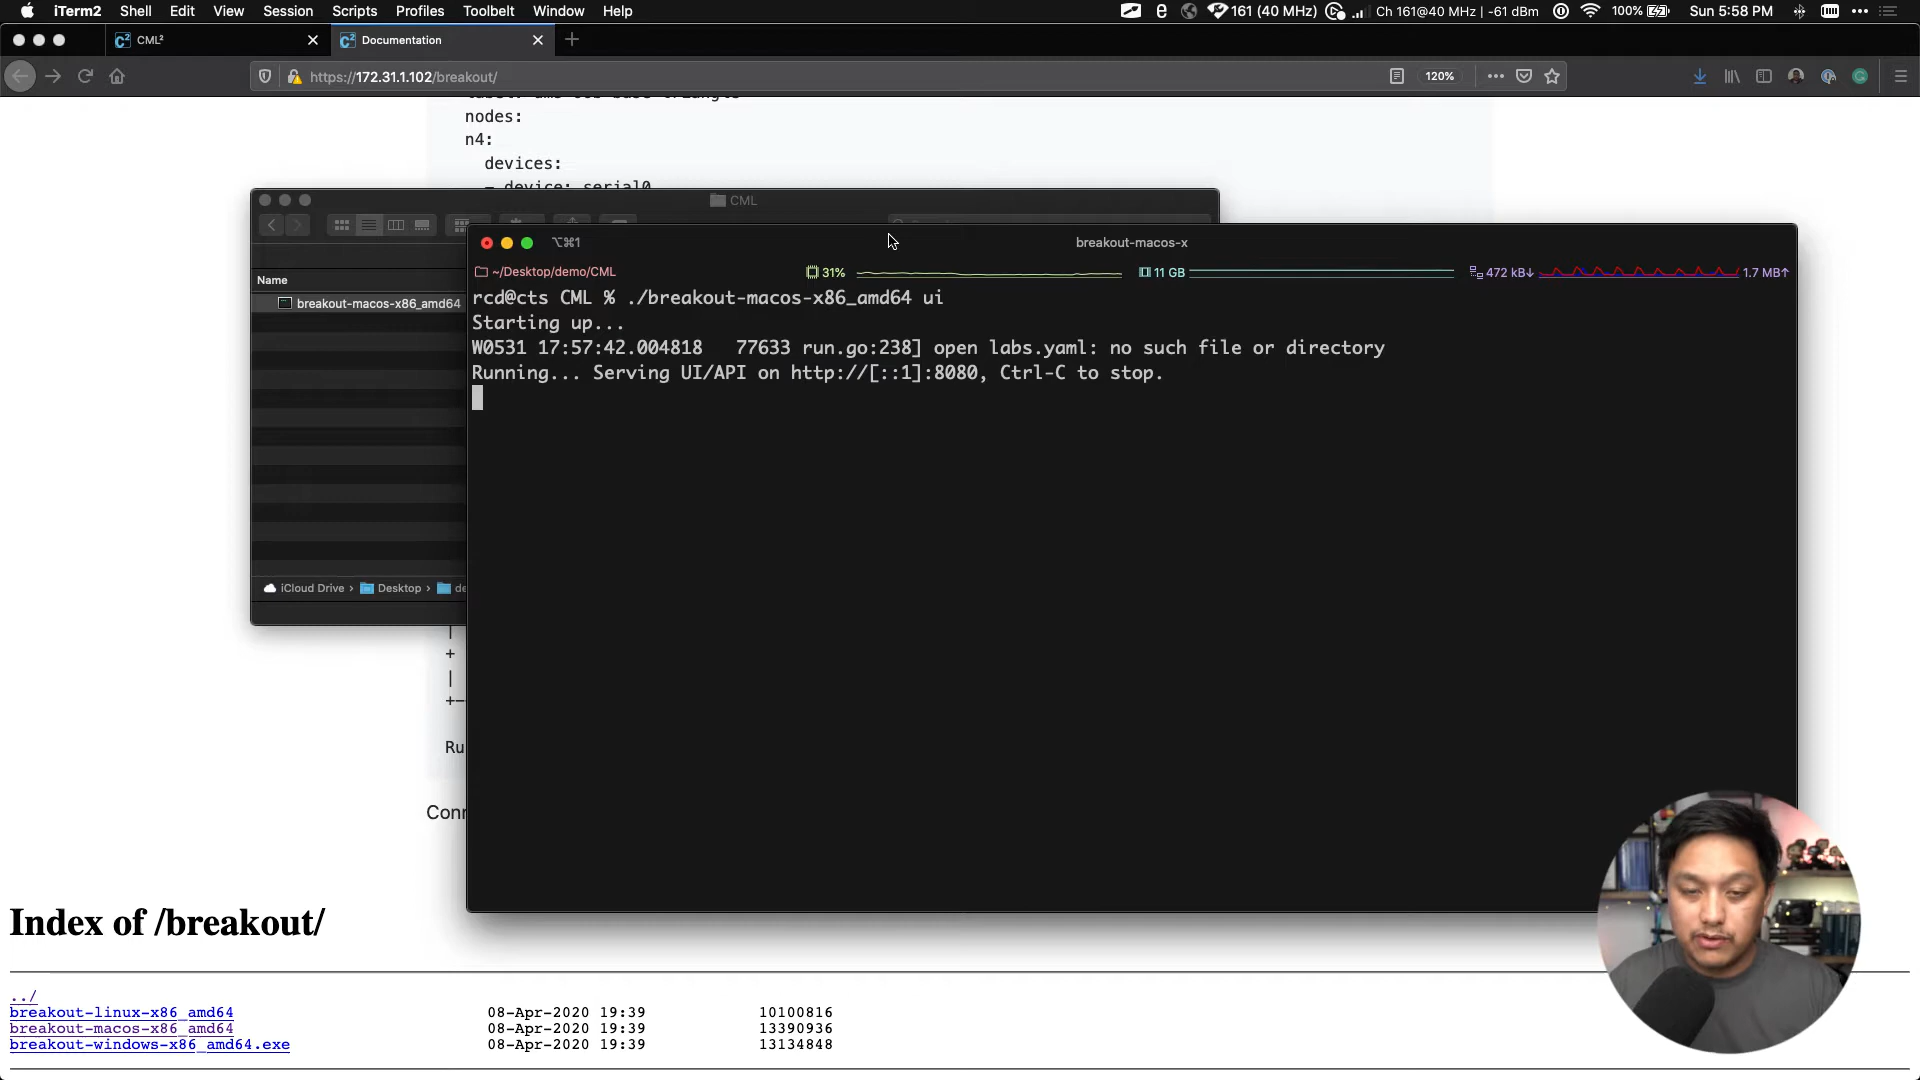 iTerm2 Shell Edit View Session Scripts Profiles Toolbelt Window Help 161 (40 MHz) Ch 161@40 MHz | -61 dBm 100% Sun 5:58 PM
CML² Documentation
https://172.31.1.102/breakout/ 120%
nodes:
n4:
devices:
- device: serial0
CML
⌥⌘1 breakout-macos-x
~/Desktop/demo/CML 31% 11 GB 472 kB↓ 1.7 MB↑
Name
breakout-macos-x86_amd64
rcd@cts CML % ./breakout-macos-x86_amd64 ui
Starting up...
W0531 17:57:42.004818 77633 run.go:238] open labs.yaml: no such file or directory
Running... Serving UI/API on http://[::1]:8080, Ctrl-C to stop.
iCloud Drive › Desktop › de
|
+
|
+-
Ru
Conn
Index of /breakout/
../
breakout-linux-x86_amd64 08-Apr-2020 19:39 10100816
breakout-macos-x86_amd64 08-Apr-2020 19:39 13390936
breakout-windows-x86_amd64.exe 08-Apr-2020 19:39 13134848